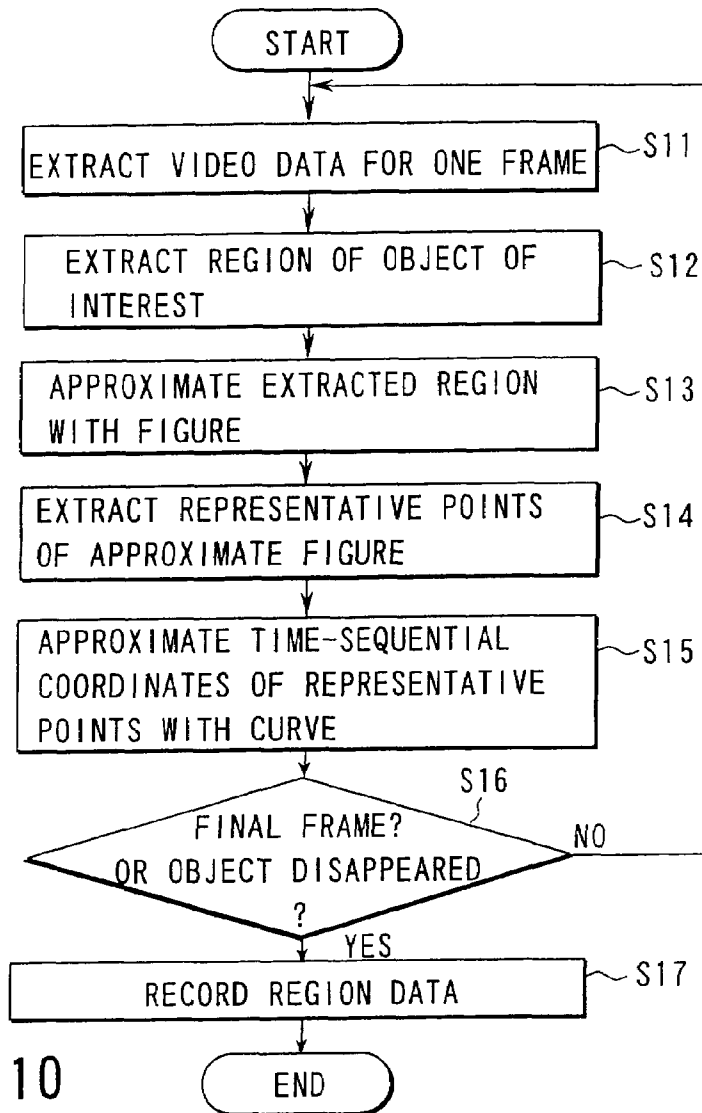 START
EXTRACT VIDEO DATA FOR ONE FRAME
S11
EXTRACT REGION OF OBJECT OF
INTEREST
S12
APPROXIMATE EXTRACTED REGION
WITH FIGURE
S13
EXTRACT REPRESENTATIVE POINTS
OF APPROXIMATE FIGURE
S14
APPROXIMATE TIME-SEQUENTIAL
COORDINATES OF REPRESENTATIVE
POINTS WITH CURVE
S15
S16
FINAL FRAME?
OR OBJECT DISAPPEARED
?
NO
YES
RECORD REGION DATA
S17
END
10